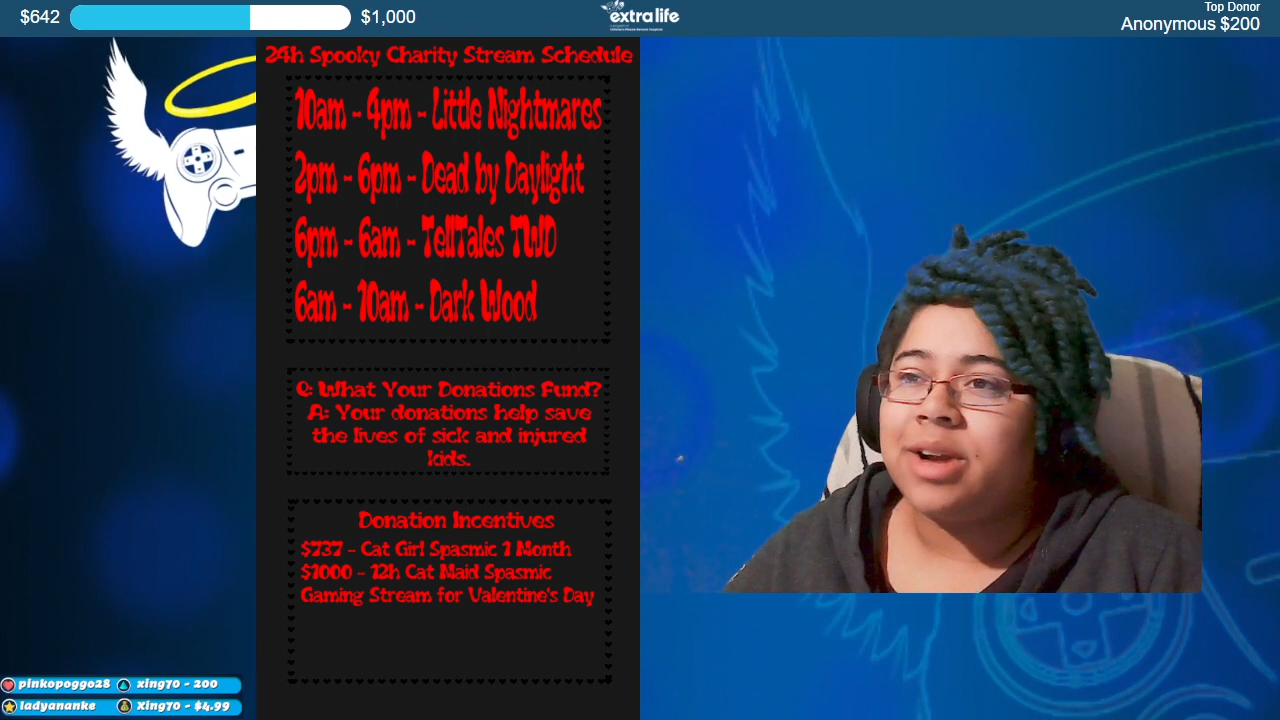 $642
$1,000
extralife
Top Donor
Anonymous $200
24h Spooky Charity Stream Schedule
10am - 4pm - Little Nightmares
2pm - 6pm - Dead by Daylight
6pm - 6am - TellTales TWD
6am - 10am - Dark Wood
Q: What Your Donations Fund?
A: Your donations help save
the lives of sick and injured
kids.
Donation Incentives
$737 - Cat Girl Spasmic 1 Month
$1000 - 12h Cat Maid Spasmic
Gaming Stream for Valentine's Day
pinkopoggo28 xing70 - 200
ladyananke Xing70 - $4.99